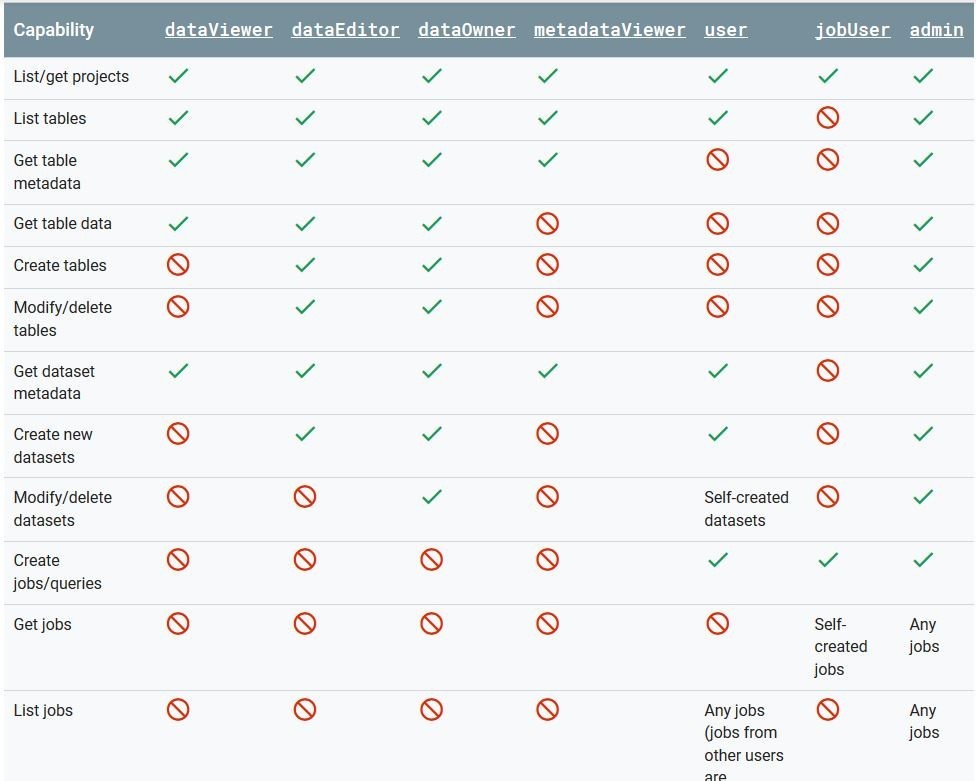 Capability dataViewer dataEditor dataOwner metadataViewer user jobUser admin
List/get projects
List tables
Get table
metadata
Get table data
Create tables
Modify/delete
tables
Get dataset
metadata
Create new
datasets
Modify/delete Self-created
datasets datasets
Create
jobs/queries
Get jobs Self- Any
created jobs
jobs
List jobs Any jobs Any
(jobs from jobs
other users
are